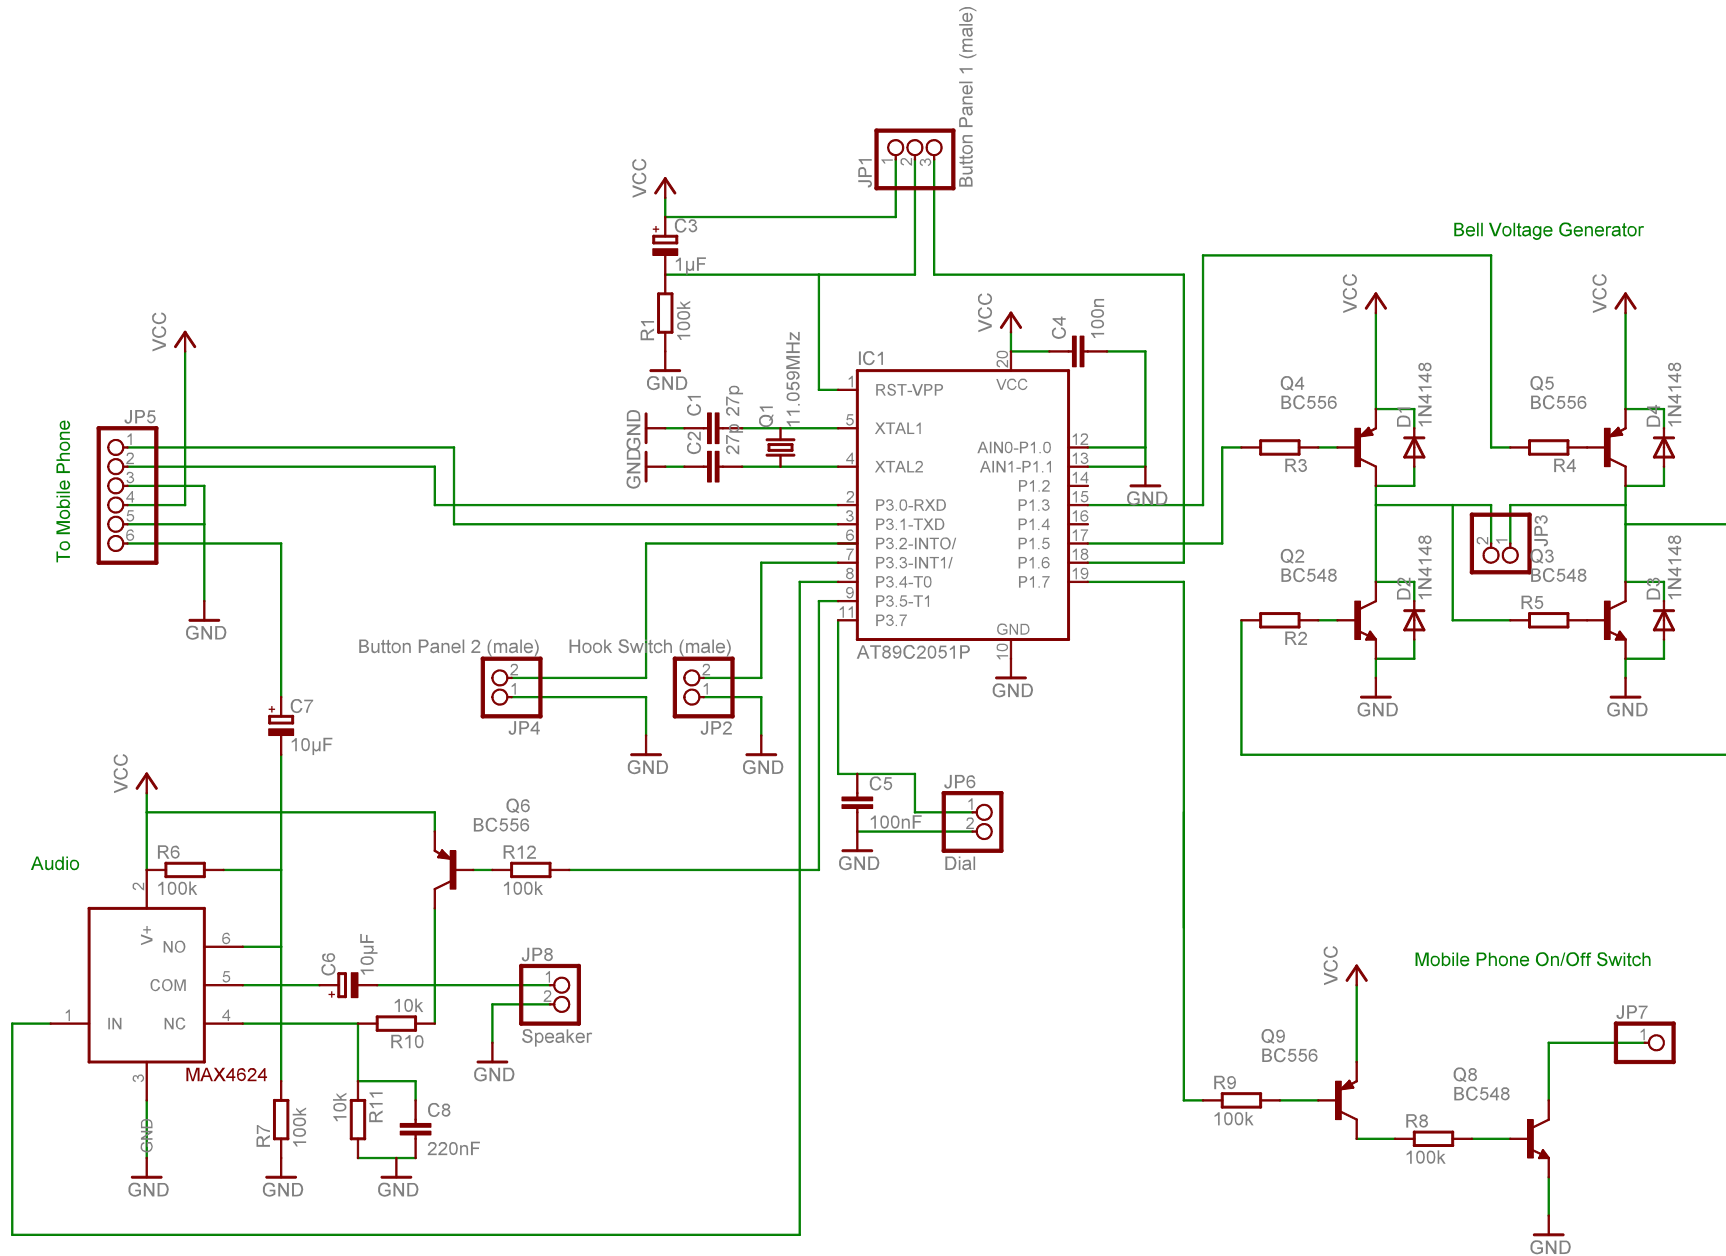 Button Panel 1 (male)
JP1
1
2
3
VCC
C3
+
1µF
R1
100k
GND
Bell Voltage Generator
VCC
VCC
VCC
C4
100n
VCC
JP5
To Mobile Phone
1
2
3
4
5
6
GND
GND
C1
27p
Q1
11.059MHz
GND
C2
27p
IC1
20
VCC
1
RST-VPP
5
XTAL1
4
XTAL2
2
P3.0-RXD
3
P3.1-TXD
6
P3.2-INTO/
7
P3.3-INT1/
8
P3.4-T0
9
P3.5-T1
11
P3.7
AIN0-P1.0
12
AIN1-P1.1
13
P1.2
14
P1.3
15
P1.4
16
P1.5
17
P1.6
18
P1.7
19
GND
10
AT89C2051P
GND
GND
Q4
BC556
D1
1N4148
R3
Q5
BC556
D4
1N4148
R4
2
1
JP3
Q2
BC548
D2
1N4148
R2
Q3
BC548
D3
1N4148
R5
GND
GND
Button Panel 2 (male)
2
1
JP4
GND
Hook Switch (male)
2
1
JP2
GND
C7
+
10µF
C5
100nF
GND
JP6
1
2
Dial
VCC
Audio
Q6
BC556
R6
100k
R12
100k
2
V+
NO
6
COM
5
NC
4
IN
1
3
GND
MAX4624
GND
C6
+
10µF
JP8
1
2
Speaker
GND
10k
R10
R7
100k
GND
10k
R11
C8
220nF
GND
Mobile Phone On/Off Switch
VCC
Q9
BC556
R9
100k
R8
100k
Q8
BC548
JP7
1
GND